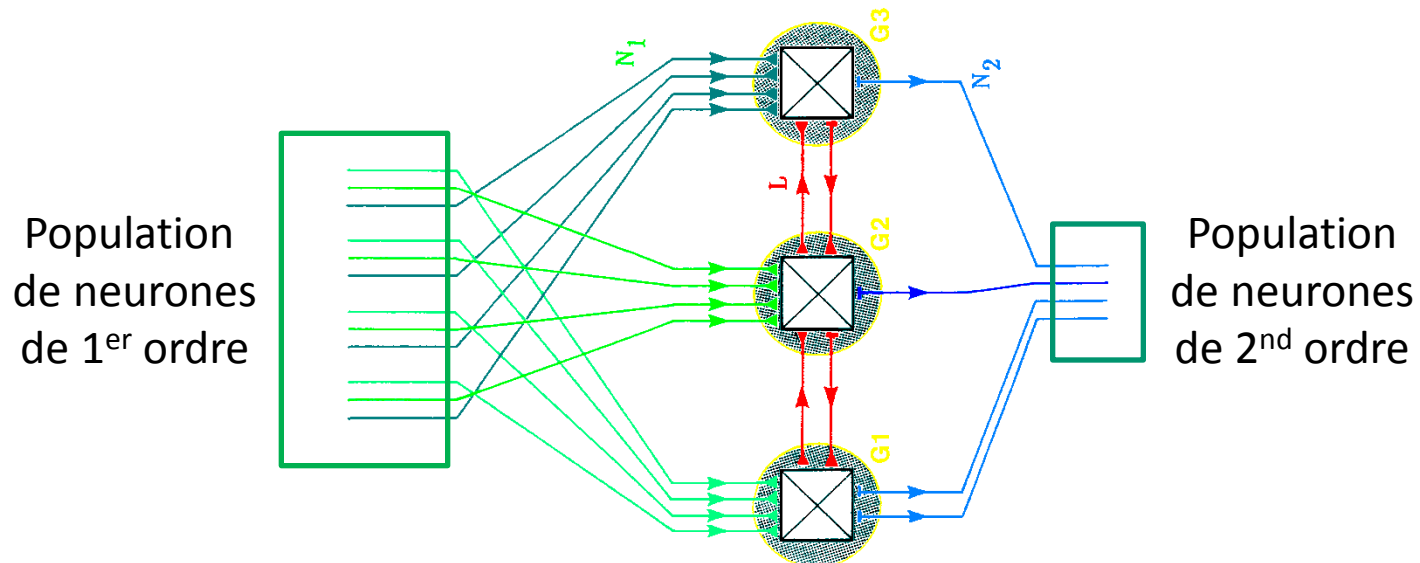 Population
de neurones
de 1er ordre
N1
G3
N2
L
G2
G1
Population
de neurones
de 2nd ordre